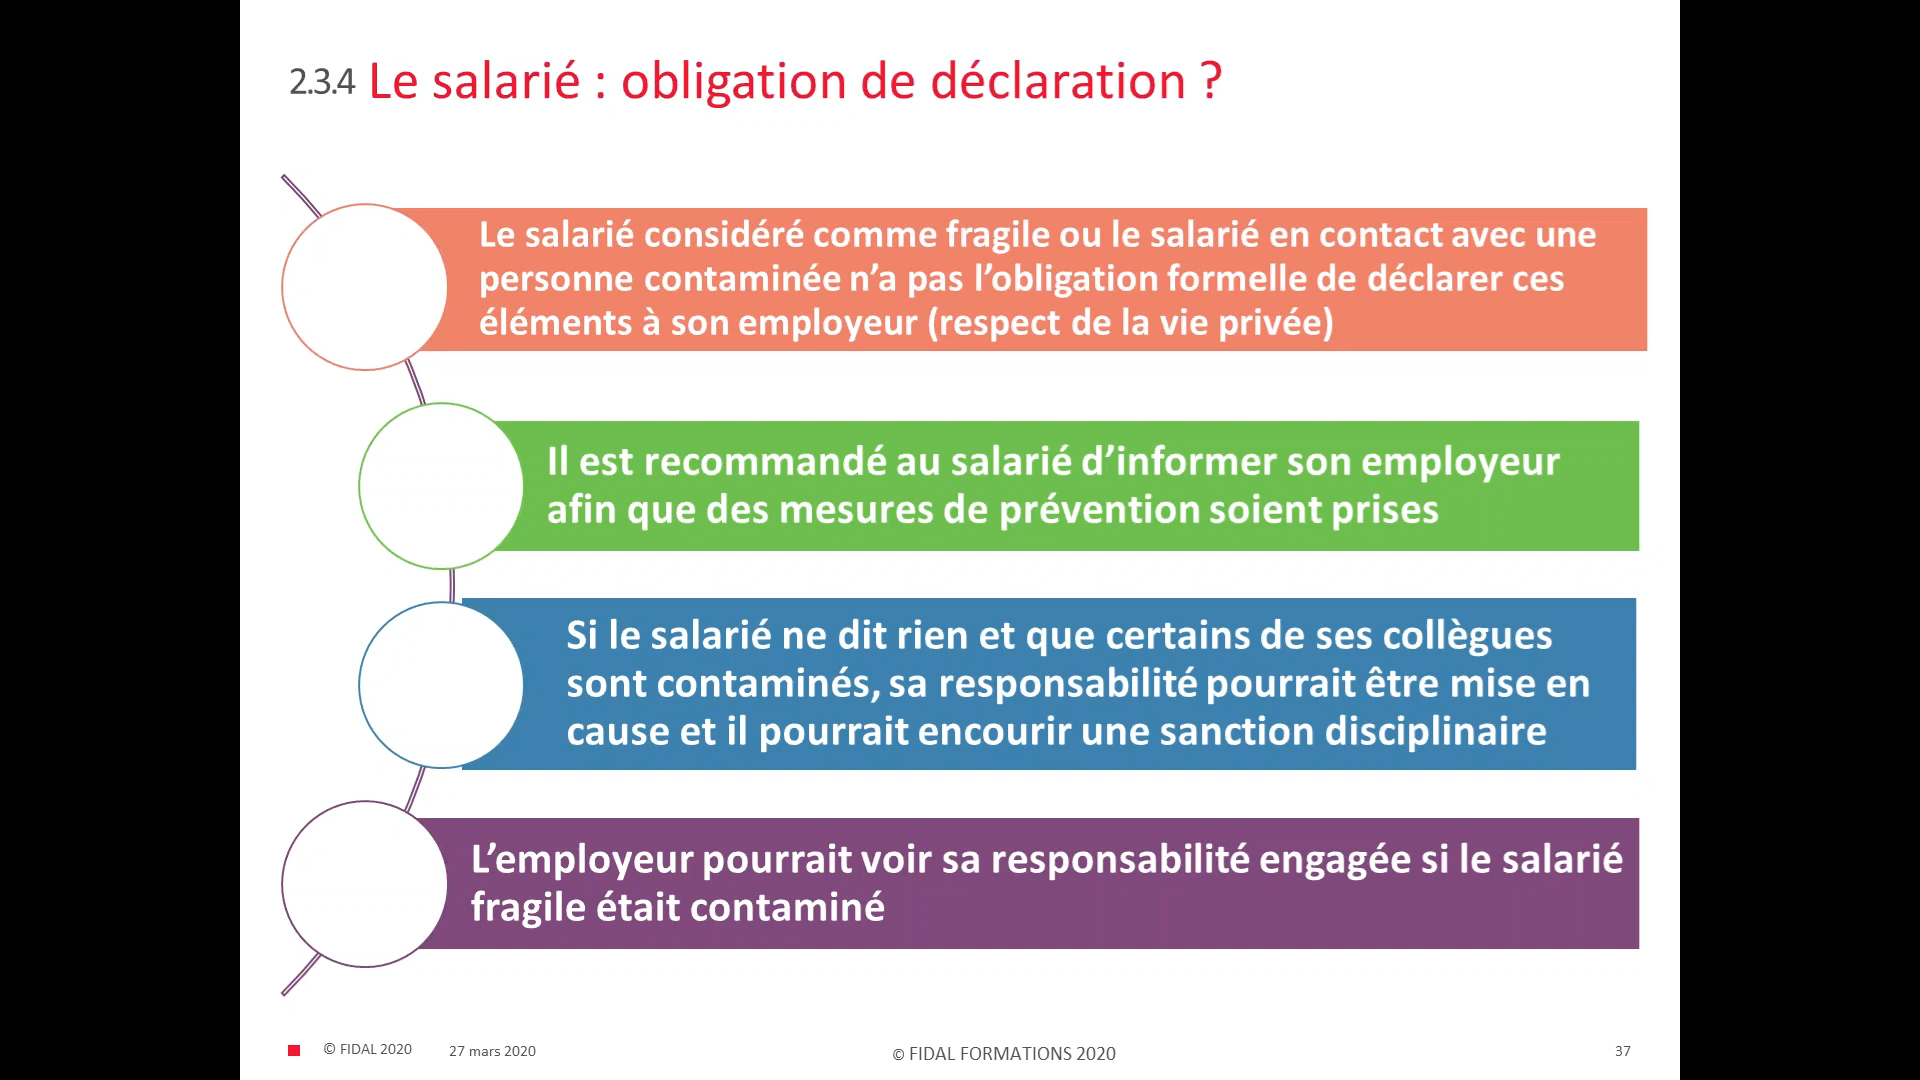 2.3.4 Le salarié : obligation de déclaration ?
Le salarié considéré comme fragile ou le salarié en contact avec une
personne contaminée n’a pas l’obligation formelle de déclarer ces
éléments à son employeur (respect de la vie privée)
Il est recommandé au salarié d’informer son employeur
afin que des mesures de prévention soient prises
Si le salarié ne dit rien et que certains de ses collègues
sont contaminés, sa responsabilité pourrait être mise en
cause et il pourrait encourir une sanction disciplinaire
L’employeur pourrait voir sa responsabilité engagée si le salarié
fragile était contaminé
© FIDAL 2020 27 mars 2020 © FIDAL FORMATIONS 2020 37